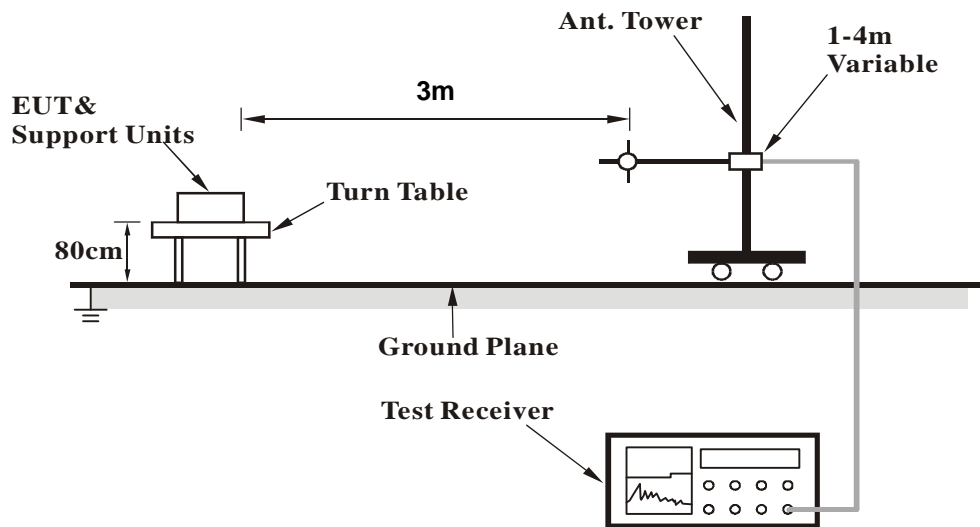 Ant. Tower
1-4m
Variable
3m
EUT&
Support Units
Turn Table
80cm
Ground Plane
Test Receiver